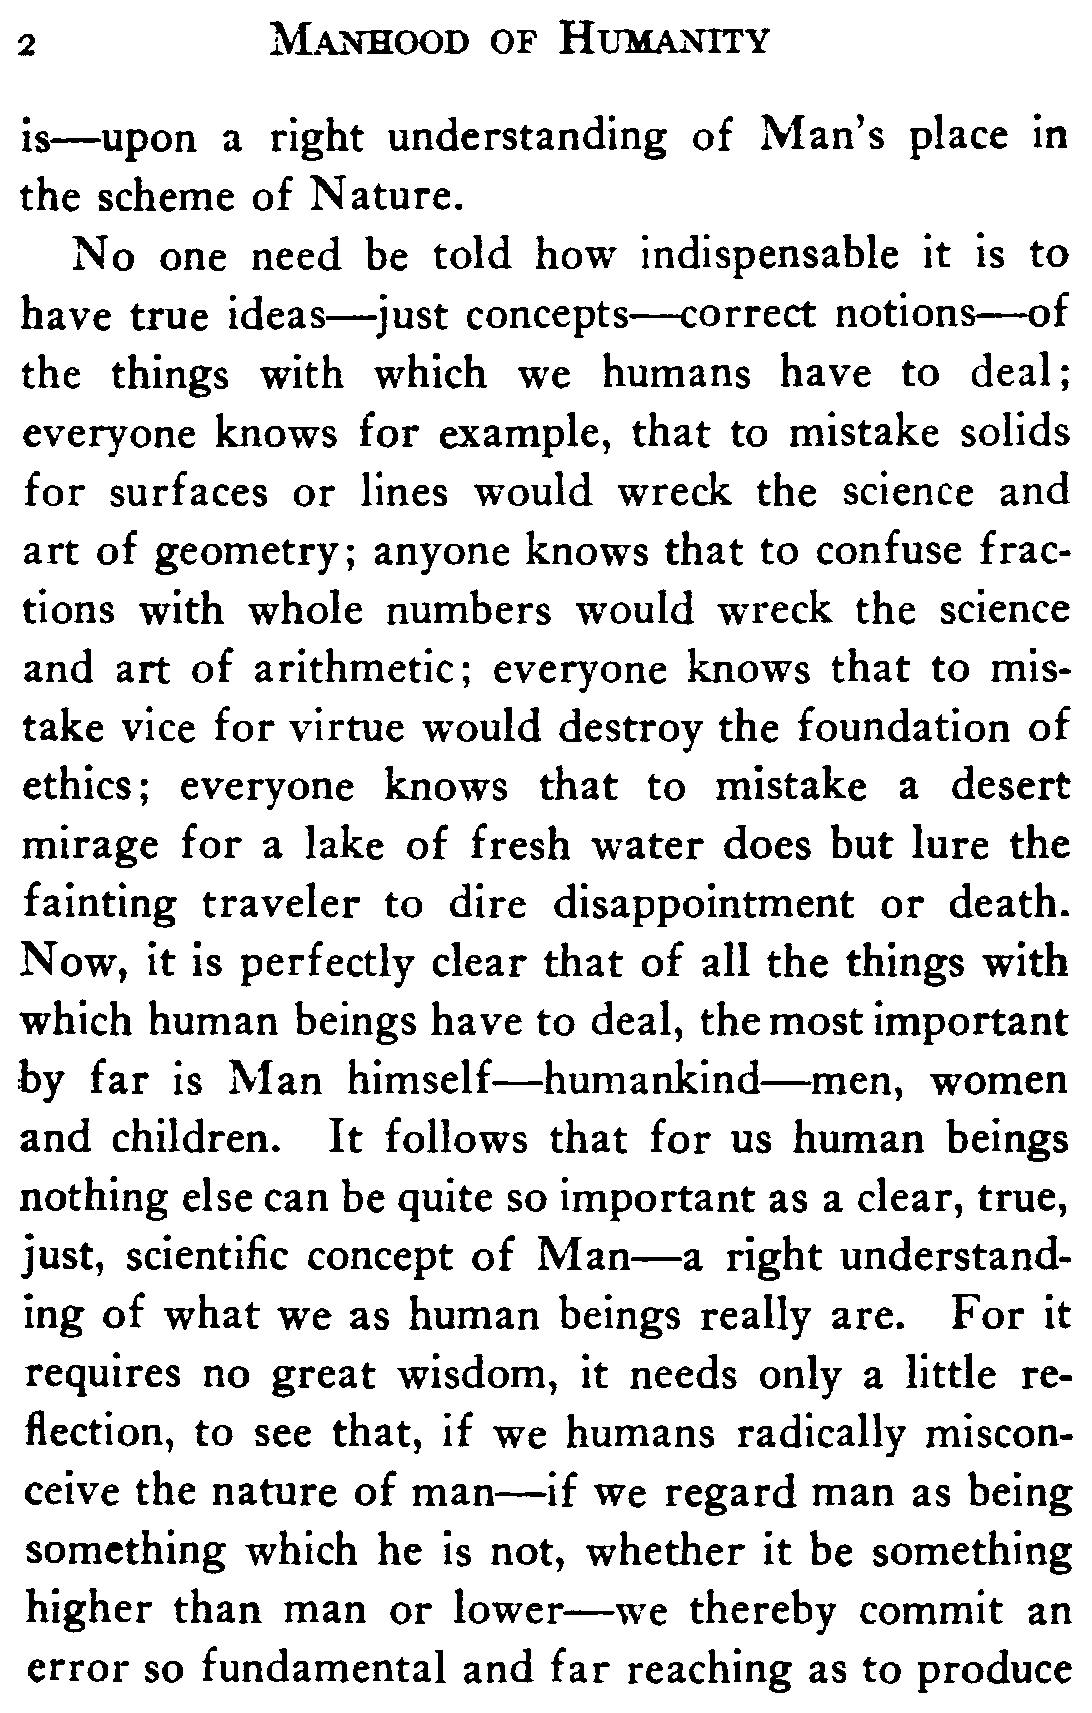 2 Manhood of Humanity
is—upon a right understanding of Man's place in
the scheme of Nature.
No one need be told how indispensable it is to
have true ideas—just concepts—correct notions—of
the things with which we humans have to deal;
everyone knows for example, that to mistake solids
for surfaces or lines would wreck the science and
art of geometry; anyone knows that to confuse frac-
tions with whole numbers would wreck the science
and art of arithmetic; everyone knows that to mis-
take vice for virtue would destroy the foundation of
ethics; everyone knows that to mistake a desert
mirage for a lake of fresh water does but lure the
fainting traveler to dire disappointment or death.
Now, it is perfectly clear that of all the things with
which human beings have to deal, the most important
by far is Man himself—humankind—men, women
and children. It follows that for us human beings
nothing else can be quite so important as a clear, true,
just, scientific concept of Man—a right understand-
ing of what we as human beings really are. For it
requires no great wisdom, it needs only a little re-
flection, to see that, if we humans radically miscon-
ceive the nature of man—if we regard man as being
something which he is not, whether it be something
higher than man or lower—we thereby commit an
error so fundamental and far reaching as to produce